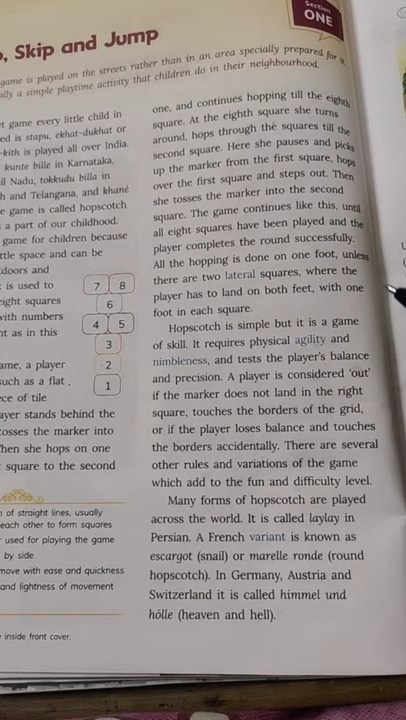 Section
ONE
, Skip and Jump
game is played on the streets rather than in an area specially prepared for it
ally a simple playtime activity that children do in their neighbourhood.
game every little child in
ed is stapu, ekhat-dukhat or
-kith is played all over India.
kunte bille in Karnataka,
il Nadu, tokkudu billa in
h and Telangana, and khané
e game is called hopscotch
a part of our childhood.
game for children because
ttle space and can be
doors and
is used to
eight squares
with numbers
nt as in this
ame, a player
such as a flat
ce of tile
ayer stands behind the
tosses the marker into
hen she hops on one
square to the second
7 8
6
4 5
3
2
1
n of straight lines, usually
each other to form squares
used for playing the game
by side
move with ease and quickness
and lightness of movement
inside front cover.
one, and continues hopping till the eighth
square. At the eighth square she turns
around, hops through the squares till the
second square. Here she pauses and picks
up the marker from the first square, hops
over the first square and steps out. Then
she tosses the marker into the second
square. The game continues like this, until
all eight squares have been played and the
player completes the round successfully.
All the hopping is done on one foot, unless
there are two lateral squares, where the
player has to land on both feet, with one
foot in each square.
Hopscotch is simple but it is a game
of skill. It requires physical agility and
nimbleness, and tests the player's balance
and precision. A player is considered 'out'
if the marker does not land in the right
square, touches the borders of the grid,
or if the player loses balance and touches
the borders accidentally. There are several
other rules and variations of the game
which add to the fun and difficulty level.
Many forms of hopscotch are played
across the world. It is called laylay in
Persian. A French variant is known as
escargot (snail) or marelle ronde (round
hopscotch). In Germany, Austria and
Switzerland it is called himmel und
hölle (heaven and hell).